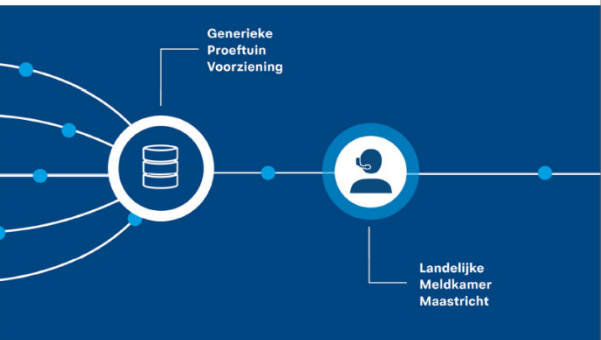 Generieke
Proeftuin
Voorziening
Landelijke
Meldkamer
Maastricht